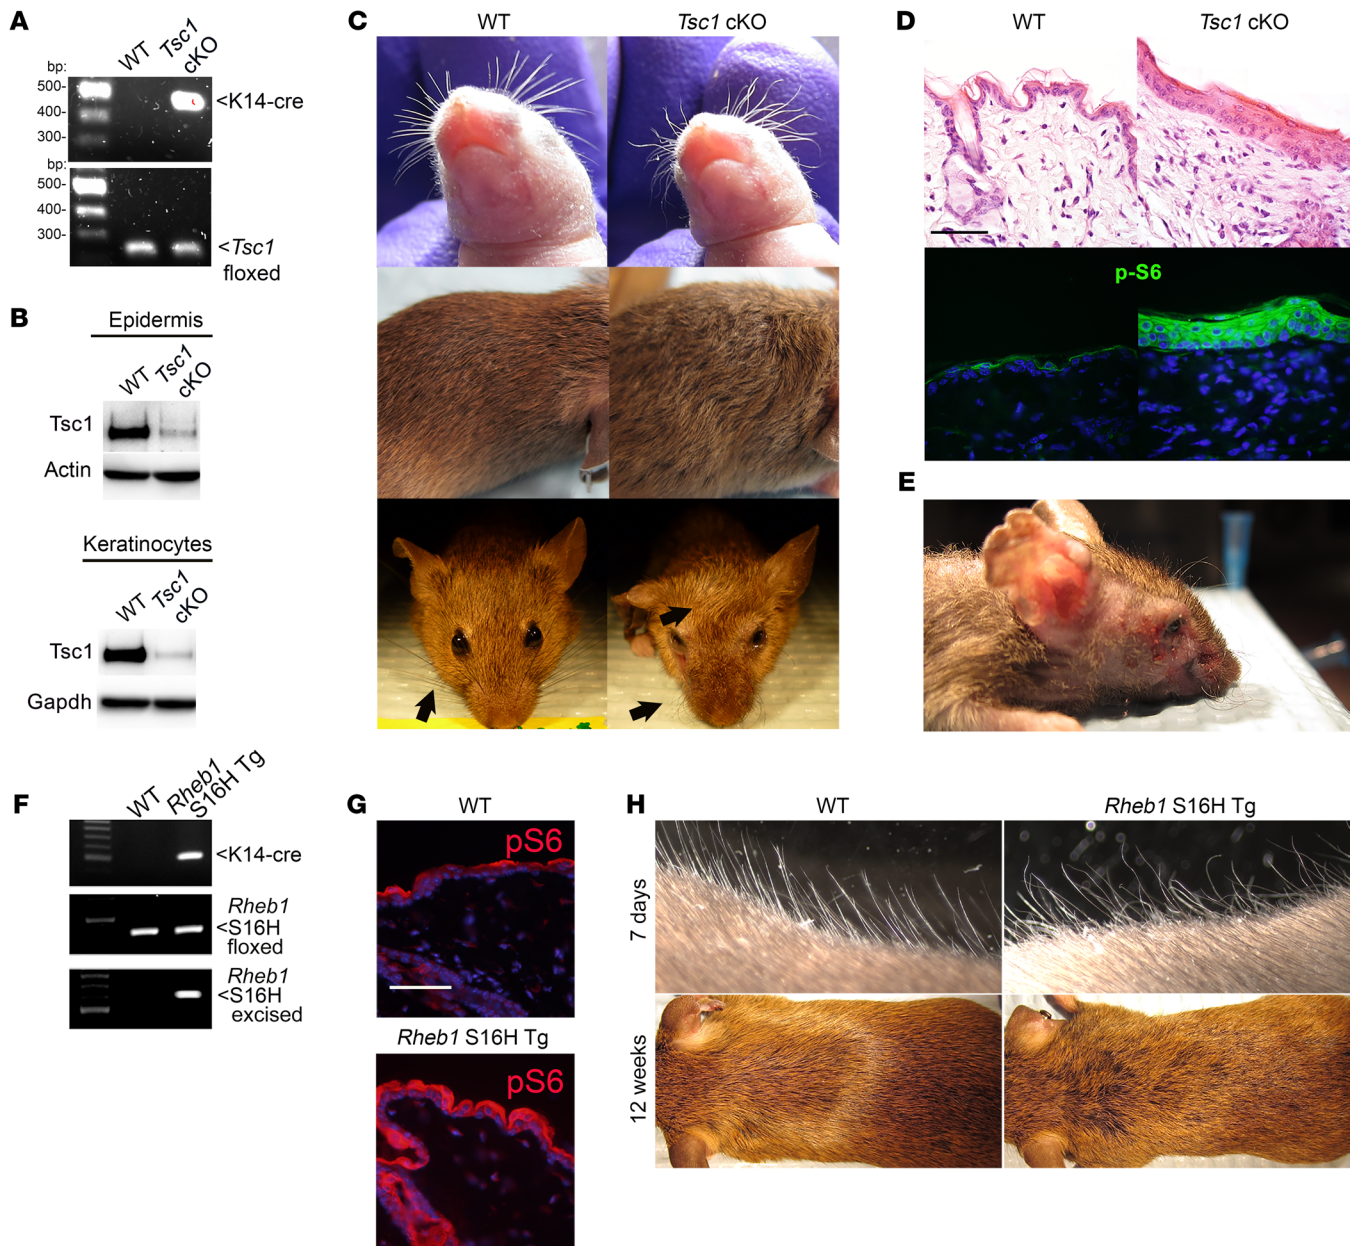 A
WT
Tsc1
cKO
bp:
500-
400-
300-
<K14-cre
bp:
500-
400-
300-
<Tsc1
floxed
B
Epidermis
WT
Tsc1
cKO
Tsc1
Actin
Keratinocytes
WT
Tsc1
cKO
Tsc1
Gapdh
C
WT
Tsc1 cKO
D
WT
Tsc1 cKO
p-S6
E
F
WT
Rheb1
S16H Tg
<K14-cre
Rheb1
<S16H
floxed
Rheb1
<S16H
excised
G
WT
pS6
Rheb1 S16H Tg
pS6
H
WT
Rheb1 S16H Tg
7 days
12 weeks